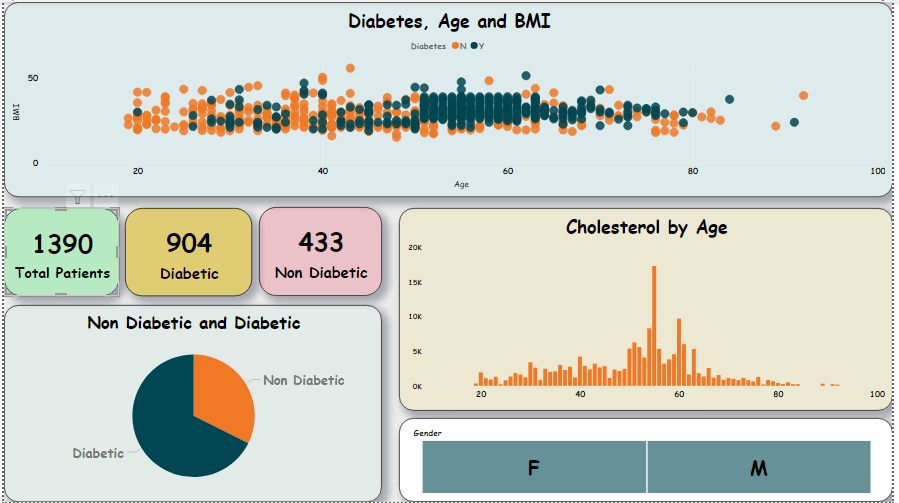 Diabetes, Age and BMI
Diabetes N Y
50
BMI
0
20 40 60 80 100
Age
1390
Total Patients
904
Diabetic
433
Non Diabetic
Non Diabetic and Diabetic
Non Diabetic
Diabetic
Cholesterol by Age
20K
15K
10K
5K
0K
20 40 60 80 100
Gender
F M